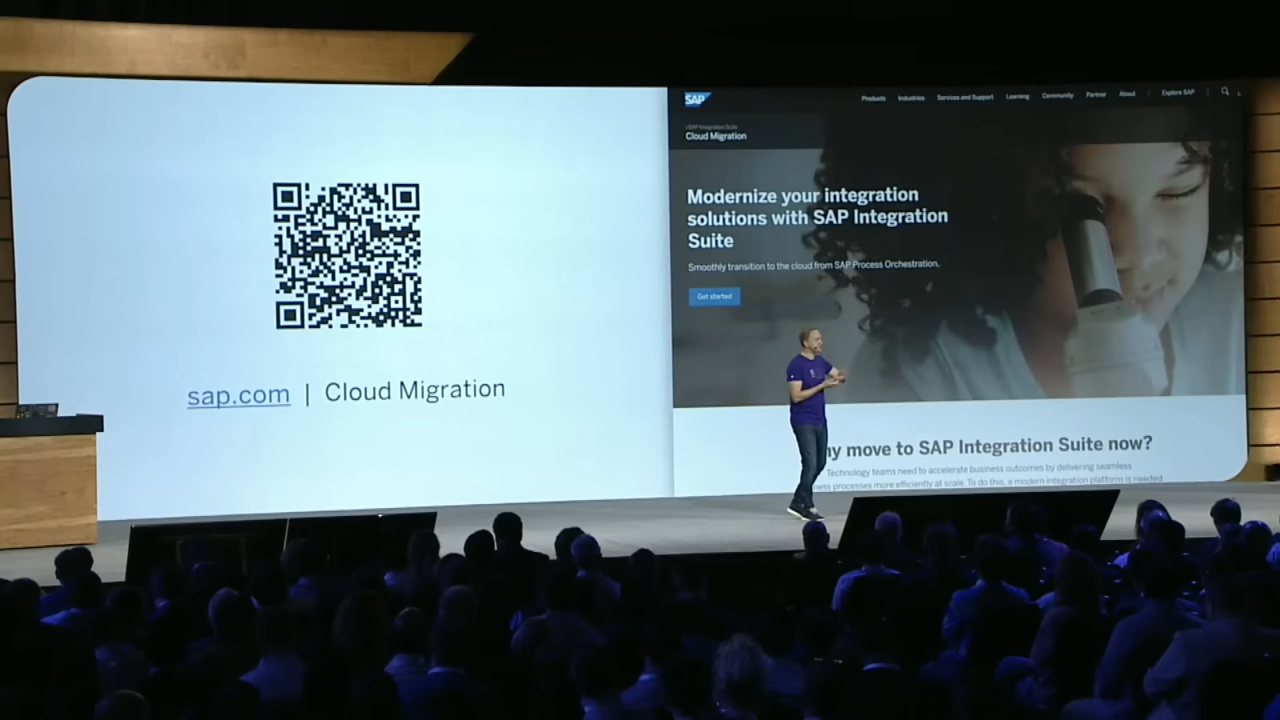 sap.com | Cloud Migration
SAP
Products Industries Services and Support Learning Community Partner About | Explore SAP
SAP Integration Suite
Cloud Migration
Modernize your integration
solutions with SAP Integration
Suite
Smoothly transition to the cloud from SAP Process Orchestration.
Get started
move to SAP Integration Suite now?
Technology teams need to accelerate business outcomes by delivering seamless
processes more efficiently at scale. To do this, a modern integration platform is needed